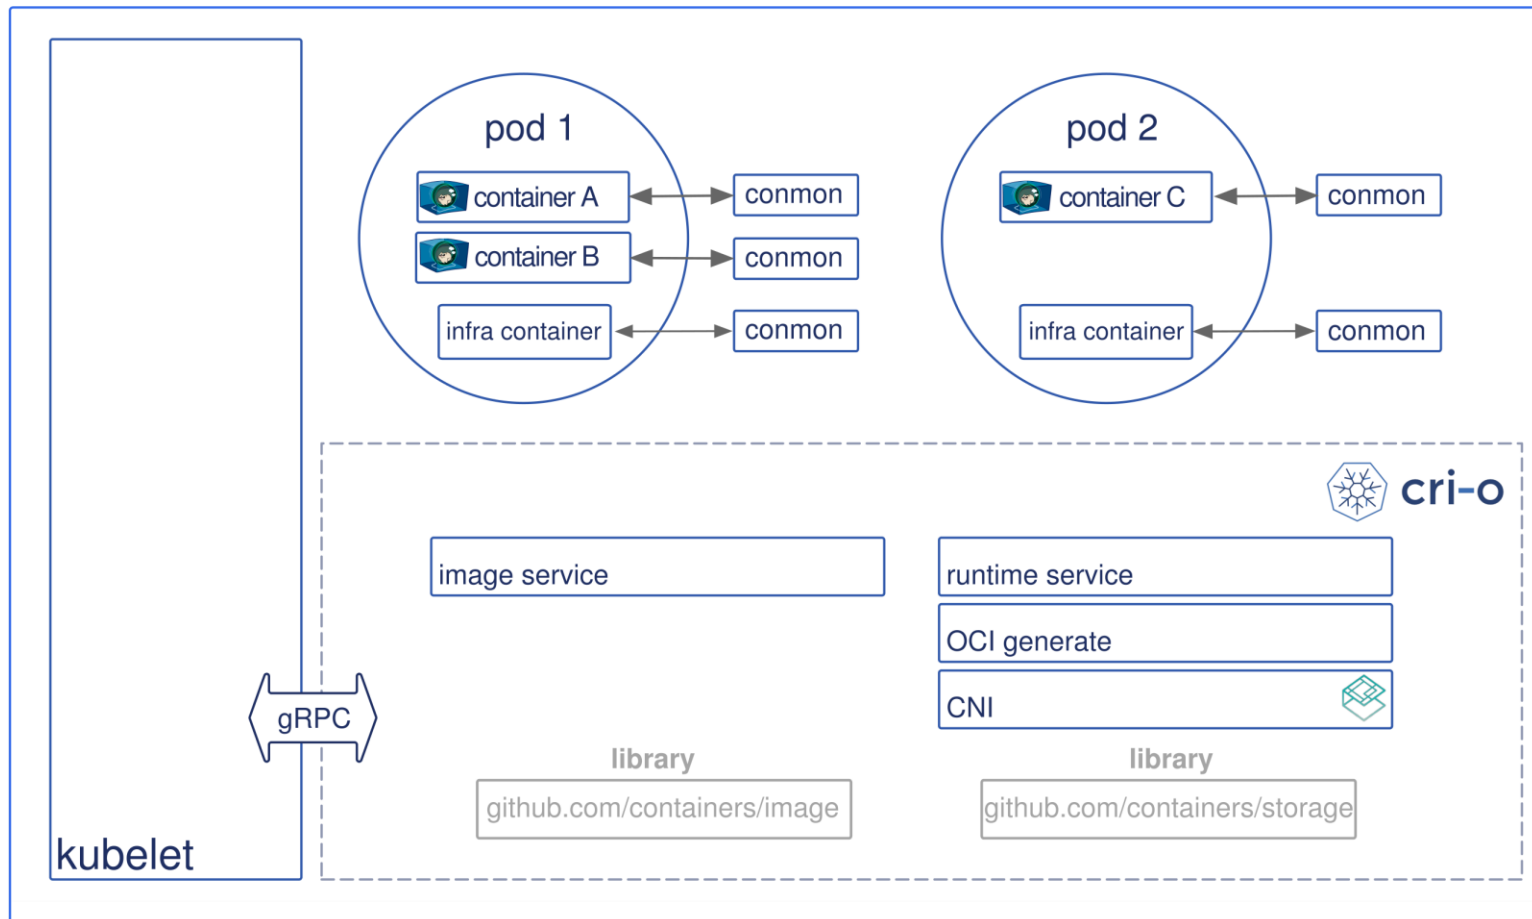 pod 1
container A
conmon
container B
conmon
infra container
conmon
pod 2
container C
conmon
infra container
conmon
cri-o
image service
runtime service
OCI generate
CNI
gRPC
library
github.com/containers/image
library
github.com/containers/storage
kubelet